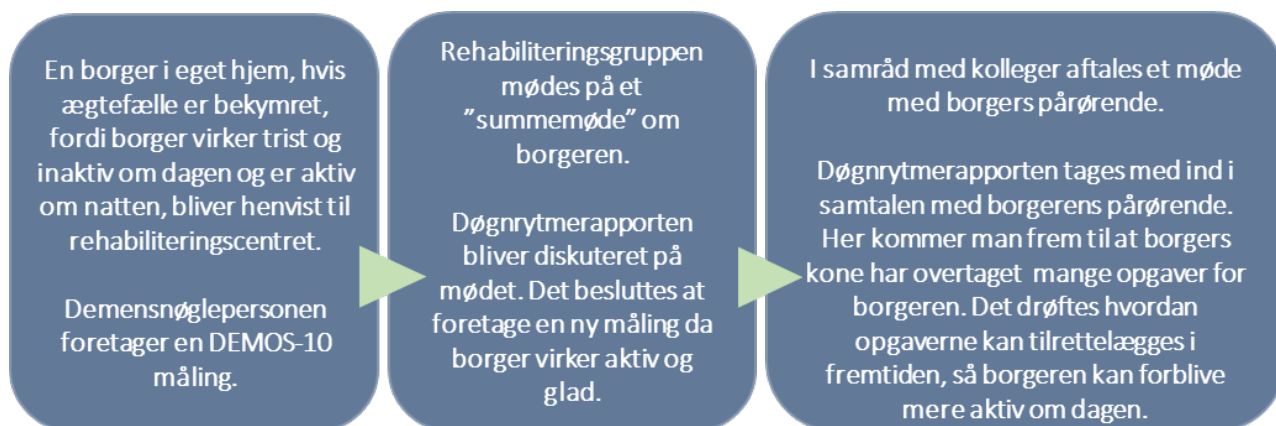 En borger i eget hjem, hvis
ægtefælle er bekymret,
fordi borger virker trist og
inaktiv om dagen og er aktiv
om natten, bliver henvist til
rehabiliteringscentret.
Demensnøglepersonen
foretager en DEMOS-10
måling.
Rehabiliteringsgruppen
mødes på et
”summemøde” om
borgeren.
Døgnrytmerapporten
bliver diskuteret på
mødet. Det besluttes at
foretage en ny måling da
borger virker aktiv og
glad.
I samråd med kolleger aftales et møde
med borgers pårørende.
Døgnrytmerapporten tages med ind i
samtalen med borgerens pårørende.
Her kommer man frem til at borgers
kone har overtaget mange opgaver for
borgeren. Det drøftes hvordan
opgaverne kan tilrettelægges i
fremtiden, så borgeren kan forblive
mere aktiv om dagen.